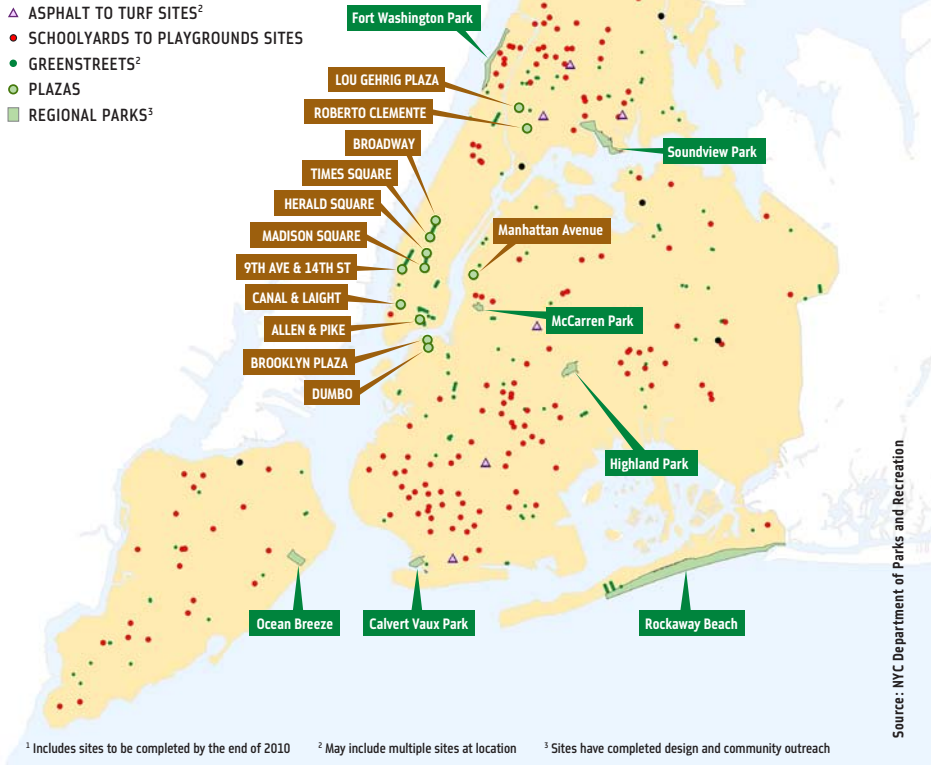 ASPHALT TO TURF SITES²
SCHOOLYARDS TO PLAYGROUNDS SITES
GREENSTREETS²
PLAZAS
REGIONAL PARKS³
Fort Washington Park
LOU GEHRIG PLAZA
ROBERTO CLEMENTE
BROADWAY
Soundview Park
TIMES SQUARE
HERALD SQUARE
MADISON SQUARE
Manhattan Avenue
9TH AVE & 14TH ST
CANAL & LAIGHT
McCarren Park
ALLEN & PIKE
BROOKLYN PLAZA
DUMBO
Highland Park
Ocean Breeze
Calvert Vaux Park
Rockaway Beach
Source: NYC Department of Parks and Recreation
¹ Includes sites to be completed by the end of 2010
² May include multiple sites at location
³ Sites have completed design and community outreach